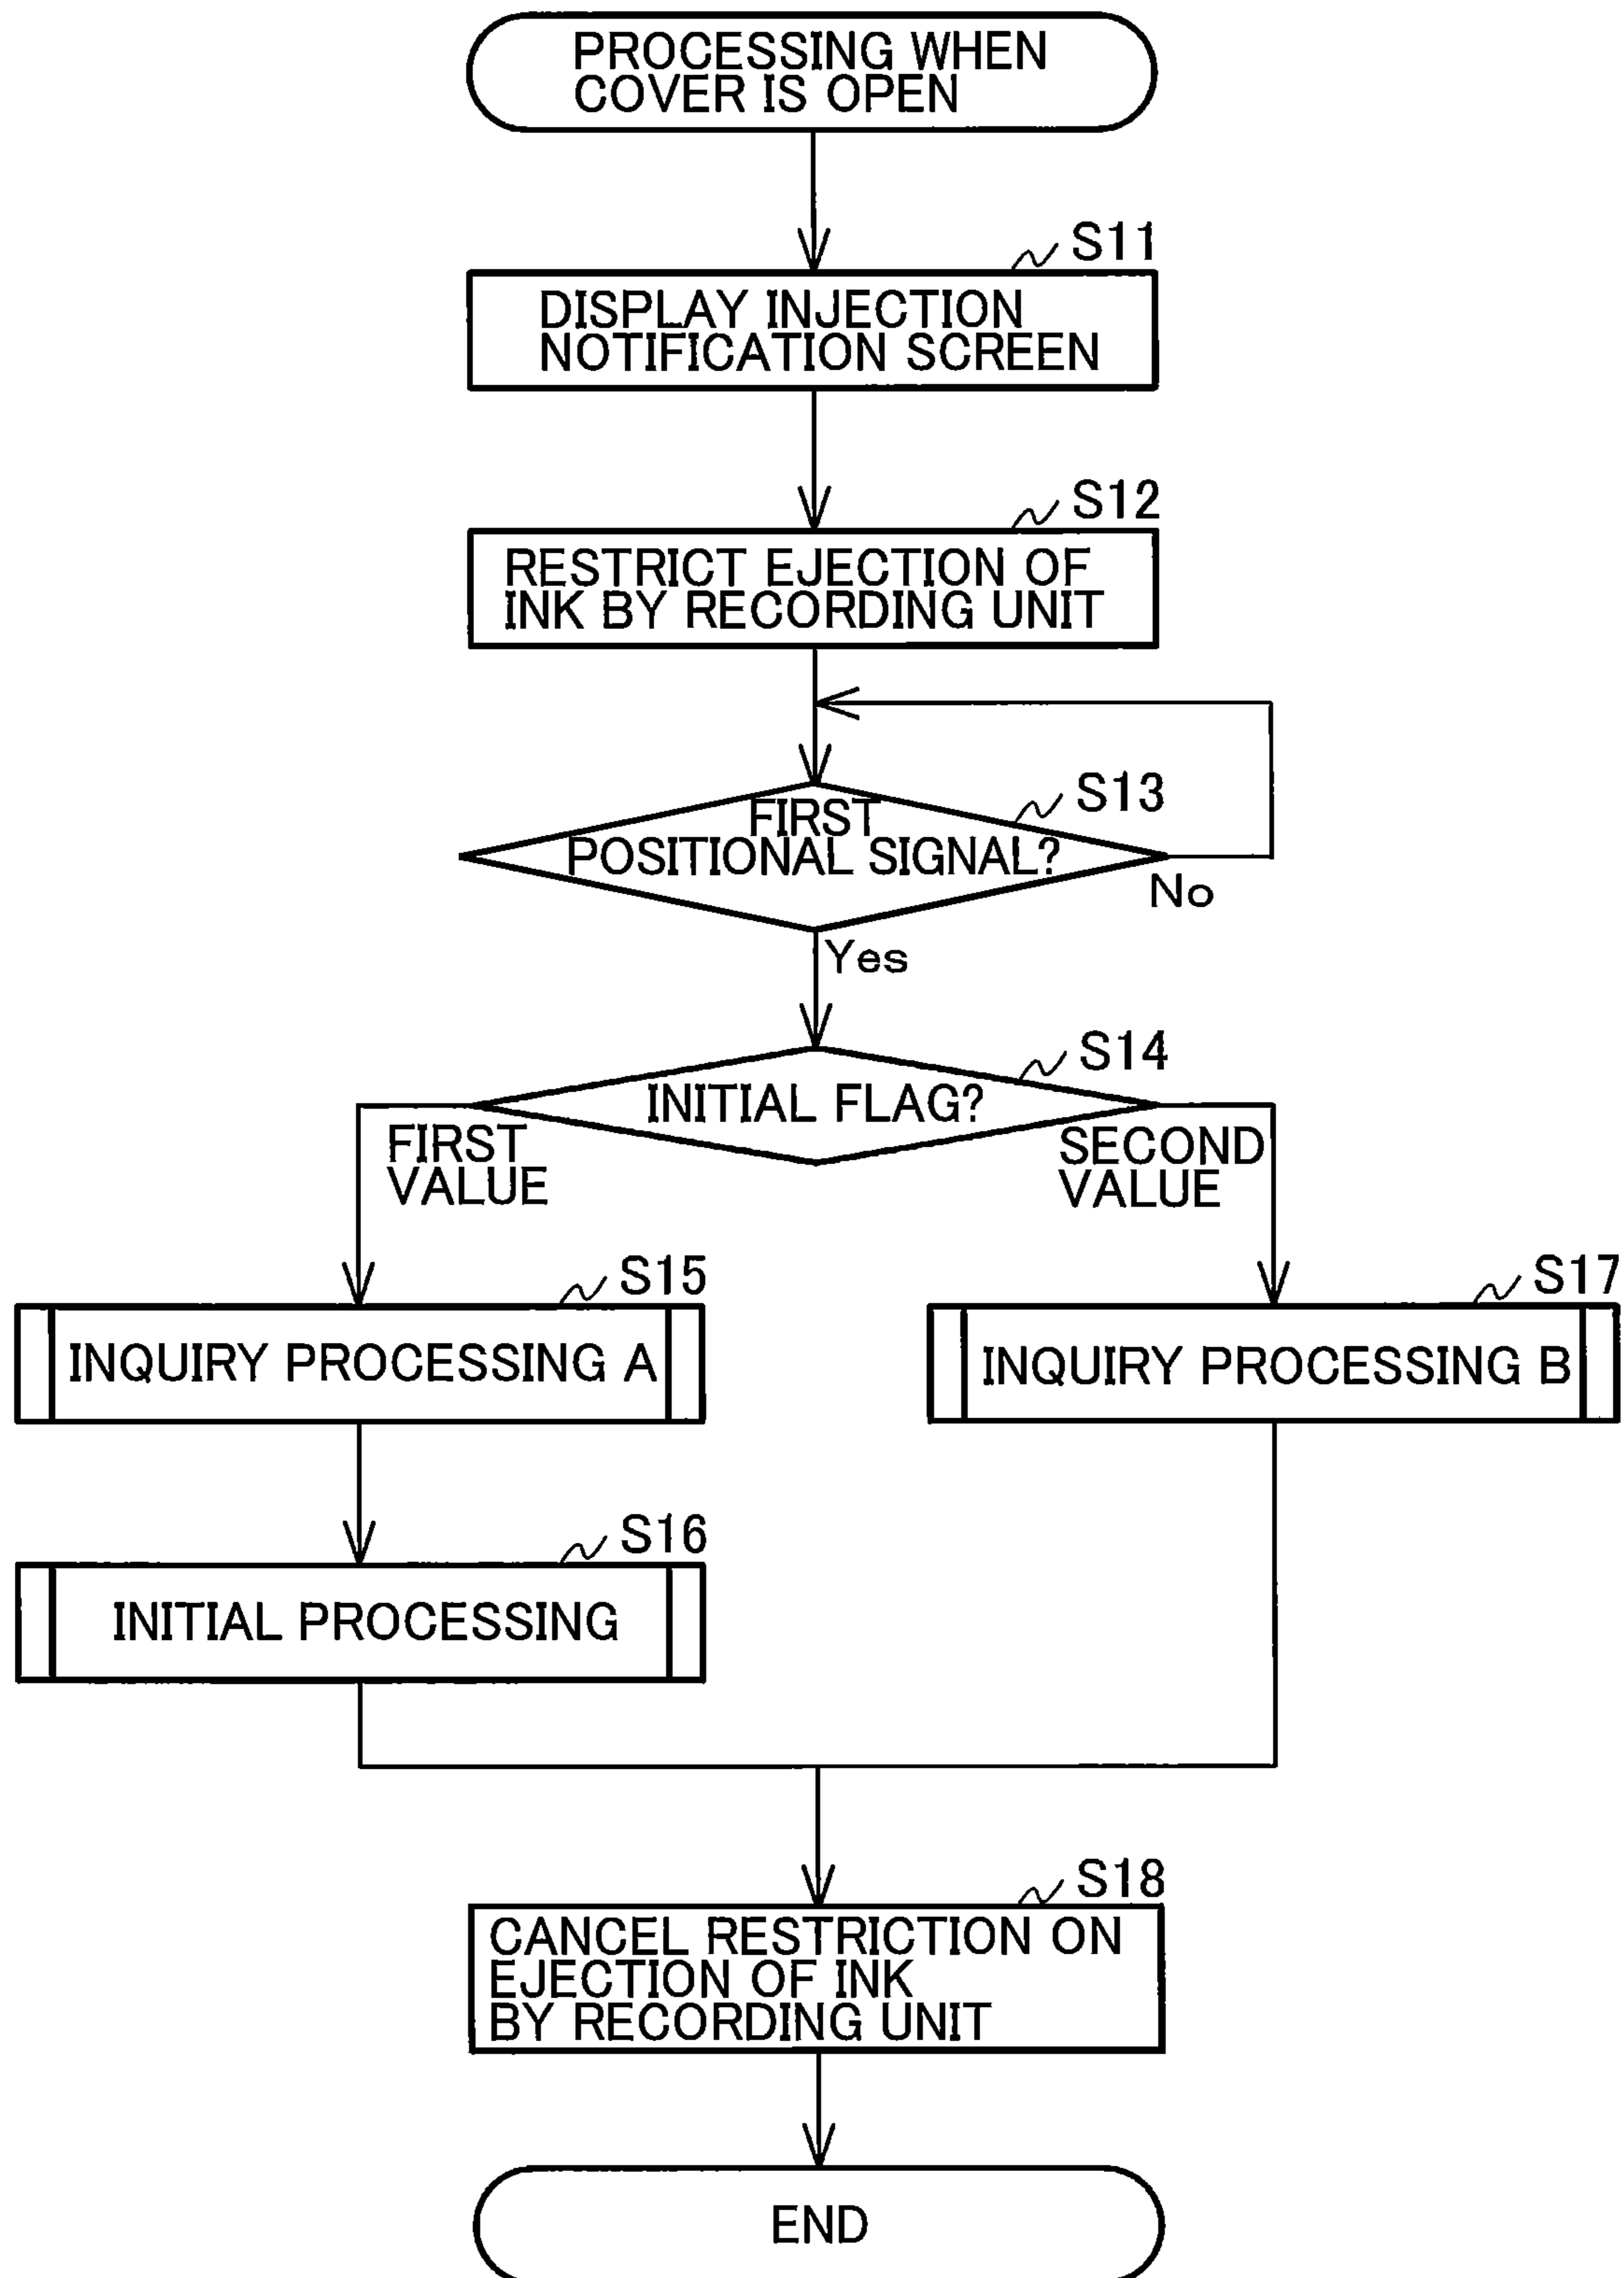 PROCESSING WHEN
COVER IS OPEN
S11
DISPLAY INJECTION
NOTIFICATION SCREEN
S12
RESTRICT EJECTION OF
INK BY RECORDING UNIT
S13
FIRST
POSITIONAL SIGNAL?
No
Yes
S14
INITIAL FLAG?
FIRST
VALUE
SECOND
VALUE
S15
INQUIRY PROCESSING A
S17
INQUIRY PROCESSING B
S16
INITIAL PROCESSING
S18
CANCEL RESTRICTION ON
EJECTION OF INK
BY RECORDING UNIT
END